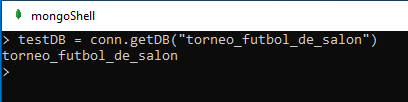 mongoShell
> testDB = conn.getDB("torneo_futbol_de_salon")
torneo_futbol_de_salon
>